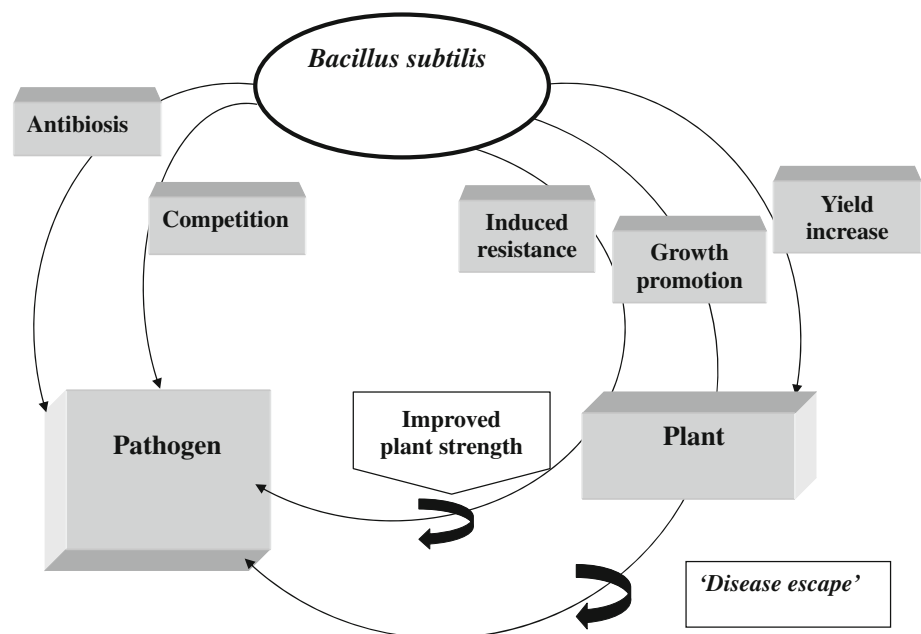 Bacillus subtilis
Antibiosis
Competition
Induced
resistance
Growth
promotion
Yield
increase
Pathogen
Improved
plant strength
Plant
‘Disease escape’